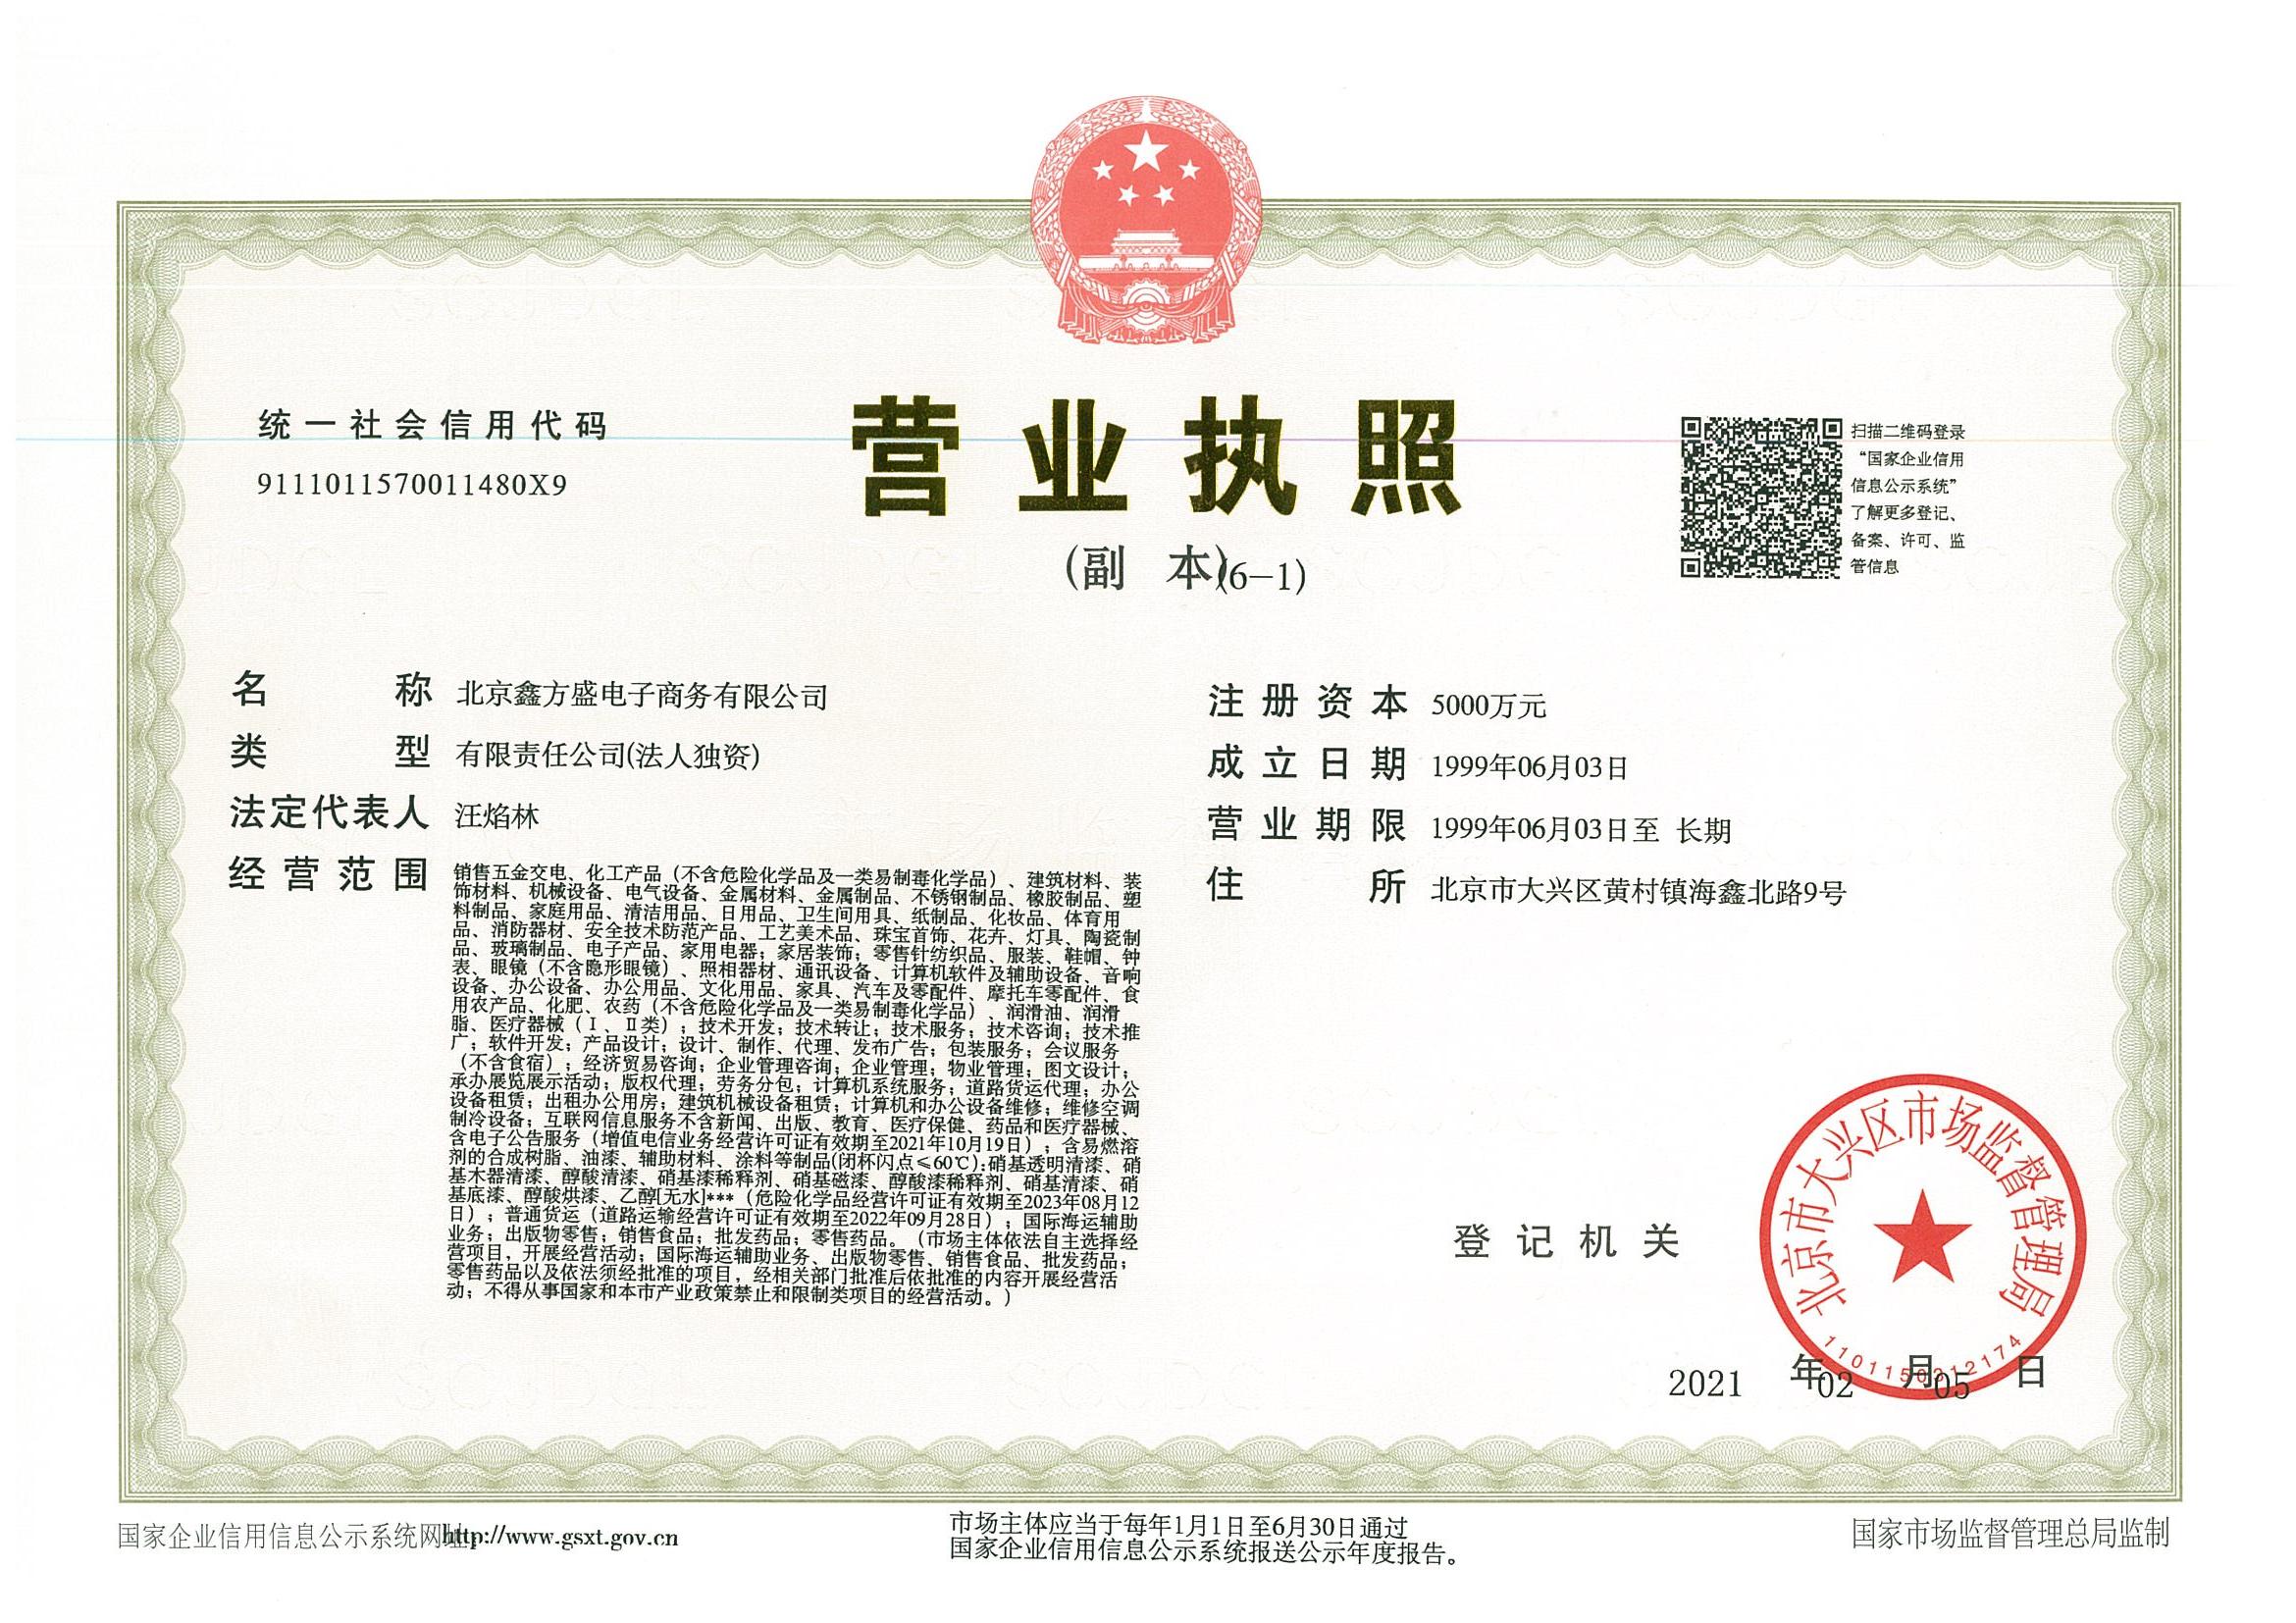 统一社会信用代码
9111011570011480X9
营业执照
(副 本)(6-1)
扫描二维码登录
“国家企业信用
信息公示系统”
了解更多登记、
备案、许可、监
管信息
名 称 北京鑫方盛电子商务有限公司
类 型 有限责任公司(法人独资)
法定代表人 汪焰林
经营范围 销售五金交电、化工产品（不含危险化学品及一类易制毒化学品）、建筑材料、装
饰材料、机械设备、电气设备、金属材料、金属制品、不锈钢制品、橡胶制品、塑
料制品、家庭用品、清洁用品、日用品、卫生间用具、纸制品、化妆品、体育用
品、消防器材、安全技术防范产品、工艺美术品、珠宝首饰、花卉、灯具、陶瓷制
品、玻璃制品、电子产品、家用电器；家居装饰；零售针纺织品、服装、鞋帽、钟
表、眼镜（不含隐形眼镜）、照相器材、通讯设备、计算机软件及辅助设备、音响
设备、办公设备、办公用品、文化用品、家具、汽车及零配件、摩托车零配件、食
用农产品、化肥、农药（不含危险化学品及一类易制毒化学品）、润滑油、润滑
脂、医疗器械（Ⅰ、Ⅱ类）；技术开发；技术转让；技术服务；技术咨询；技术推
广；软件开发；产品设计；设计、制作、代理、发布广告；包装服务；会议服务
（不含食宿）；经济贸易咨询；企业管理咨询；企业管理；物业管理；图文设计；
承办展览展示活动；版权代理；劳务分包；计算机系统服务；道路货运代理；办公
设备租赁；出租办公用房；建筑机械设备租赁；计算机和办公设备维修；维修空调
制冷设备；互联网信息服务不含新闻、出版、教育、医疗保健、药品和医疗器械、
含电子公告服务（增值电信业务经营许可证有效期至2021年10月19日）；含易燃溶
剂的合成树脂、油漆、辅助材料、涂料等制品(闭杯闪点≤60℃):硝基透明清漆、硝
基木器清漆、醇酸清漆、硝基漆稀释剂、硝基磁漆、醇酸漆稀释剂、硝基清漆、硝
基底漆、醇酸烘漆、乙醇[无水]***（危险化学品经营许可证有效期至2023年08月12
日）；普通货运（道路运输经营许可证有效期至2022年09月28日）；国际海运辅助
业务；出版物零售；销售食品；批发药品；零售药品。（市场主体依法自主选择经
营项目，开展经营活动；国际海运辅助业务、出版物零售、销售食品、批发药品；
零售药品以及依法须经批准的项目，经相关部门批准后依批准的内容开展经营活
动；不得从事国家和本市产业政策禁止和限制类项目的经营活动。）
注册资本 5000万元
成立日期 1999年06月03日
营业期限 1999年06月03日至 长期
住 所 北京市大兴区黄村镇海鑫北路9号
登记机关
北京市大兴区市场监督管理局
1101150312174
2021 年02 月05 日
国家企业信用信息公示系统网址http://www.gsxt.gov.cn
市场主体应当于每年1月1日至6月30日通过
国家企业信用信息公示系统报送公示年度报告。
国家市场监督管理总局监制